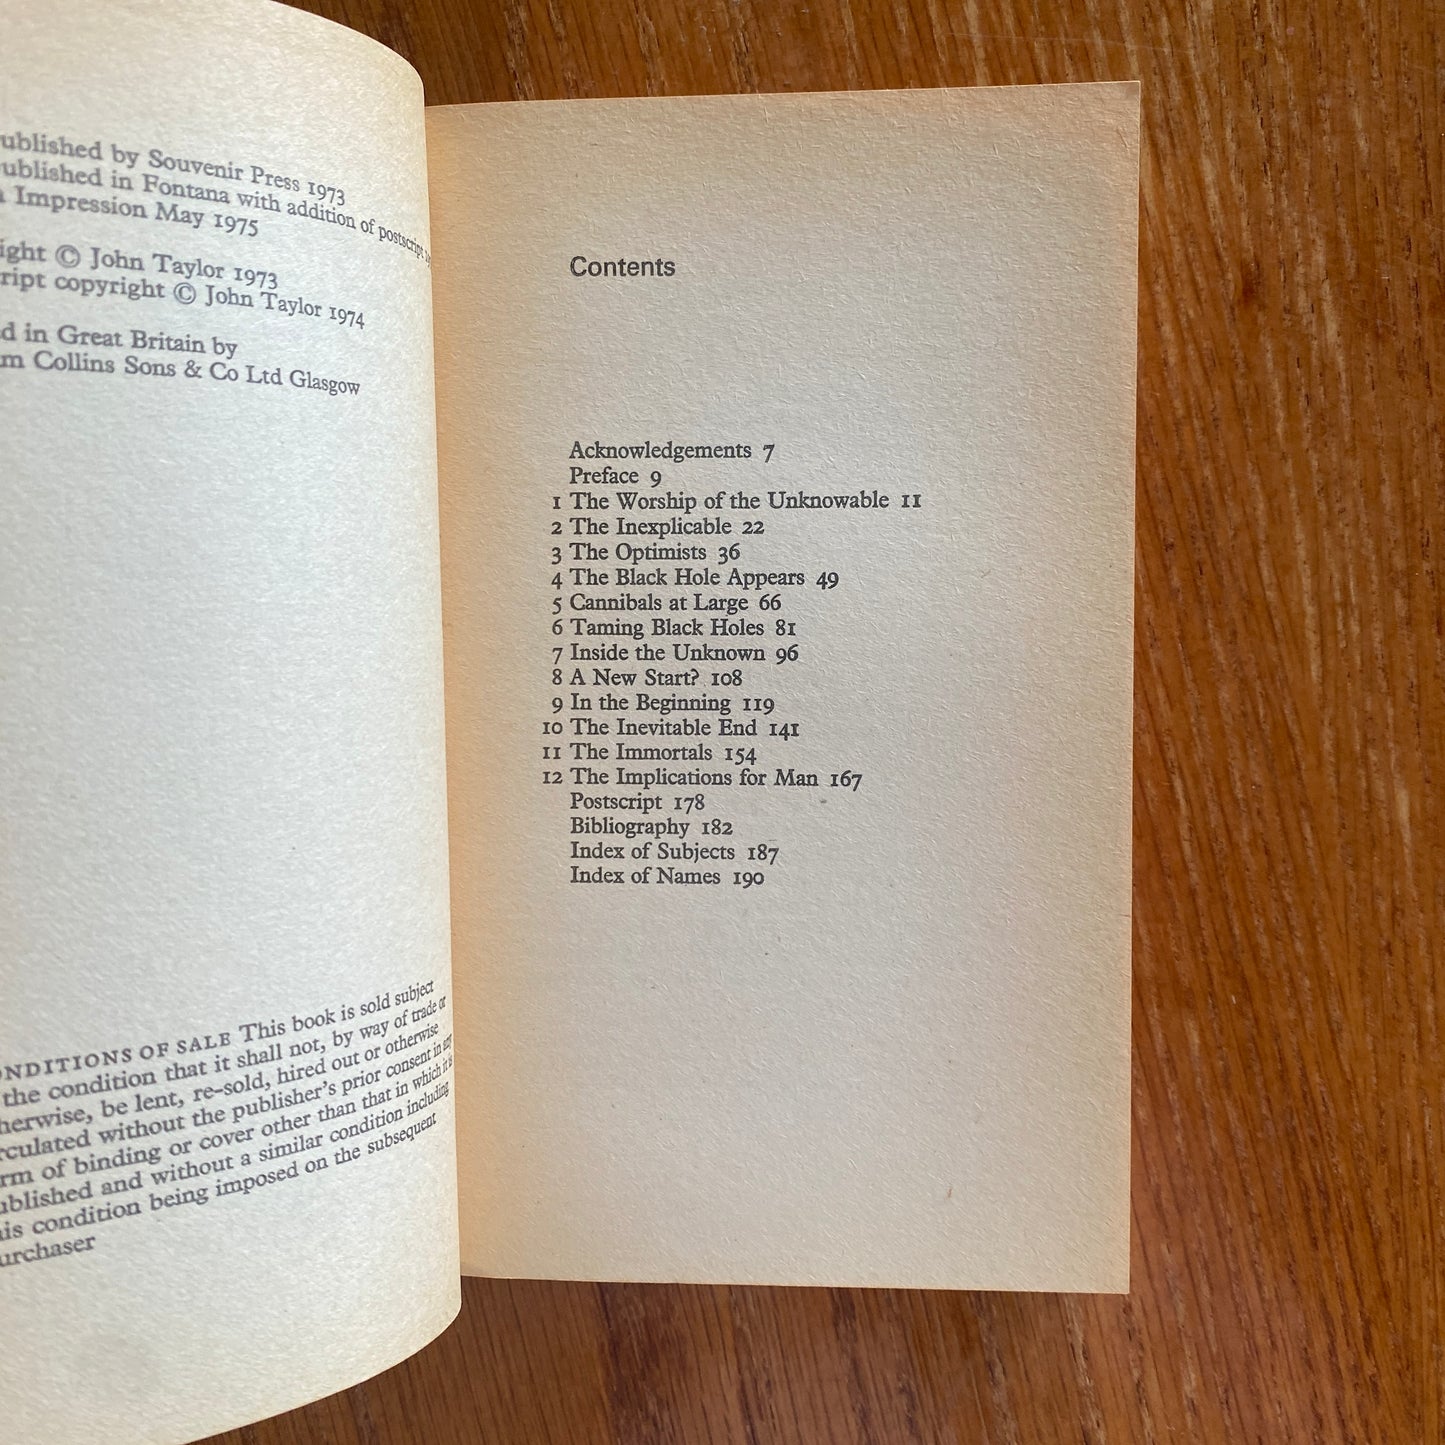 ublished by Souvenir Press 1973
ublished in Fontana with addition of postscript
Impression May 1975
ight © John Taylor 1973
ript copyright © John Taylor 1974
d in Great Britain by
m Collins Sons & Co Ltd Glasgow
NDITIONS OF SALE This book is sold subject
the condition that it shall not, by way of trade or
herwise, be lent, re-sold, hired out or otherwise
rculated without the publisher's prior consent in any
rm of binding or cover other than that in which it is
ublished and without a similar condition including
is condition being imposed on the subsequent
urchaser
Contents
Acknowledgements 7
Preface 9
1 The Worship of the Unknowable 11
2 The Inexplicable 22
3 The Optimists 36
4 The Black Hole Appears 49
5 Cannibals at Large 66
6 Taming Black Holes 81
7 Inside the Unknown 96
8 A New Start? 108
9 In the Beginning 119
10 The Inevitable End 141
11 The Immortals 154
12 The Implications for Man 167
Postscript 178
Bibliography 182
Index of Subjects 187
Index of Names 190